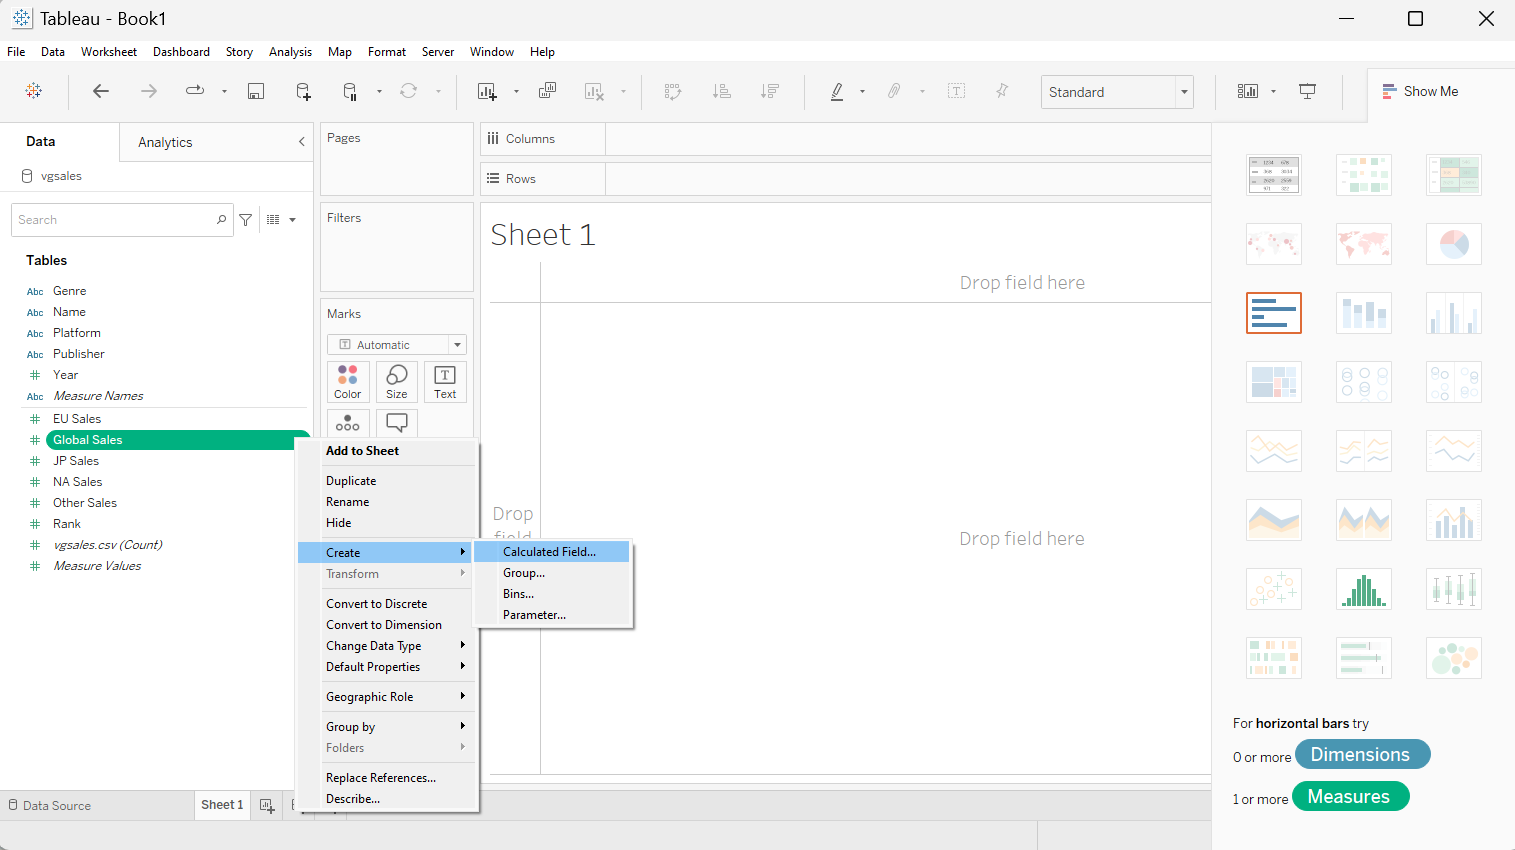 Tableau - Book1
File Data Worksheet Dashboard Story Analysis Map Format Server Window Help
Standard
Show Me
Data
Analytics
vgsales
Search
Tables
Abc Genre
Abc Name
Abc Platform
Abc Publisher
# Year
Abc Measure Names
# EU Sales
# Global Sales
# JP Sales
# NA Sales
# Other Sales
# Rank
# vgsales.csv (Count)
# Measure Values
Pages
Filters
Marks
Automatic
Color
Size
Text
Columns
Rows
Sheet 1
Drop field here
Drop
Drop field here
Add to Sheet
Duplicate
Rename
Hide
Create
Transform
Convert to Discrete
Convert to Dimension
Change Data Type
Default Properties
Geographic Role
Group by
Folders
Replace References...
Describe...
Calculated Field...
Group...
Bins...
Parameter...
For horizontal bars try
0 or more Dimensions
1 or more Measures
Data Source
Sheet 1